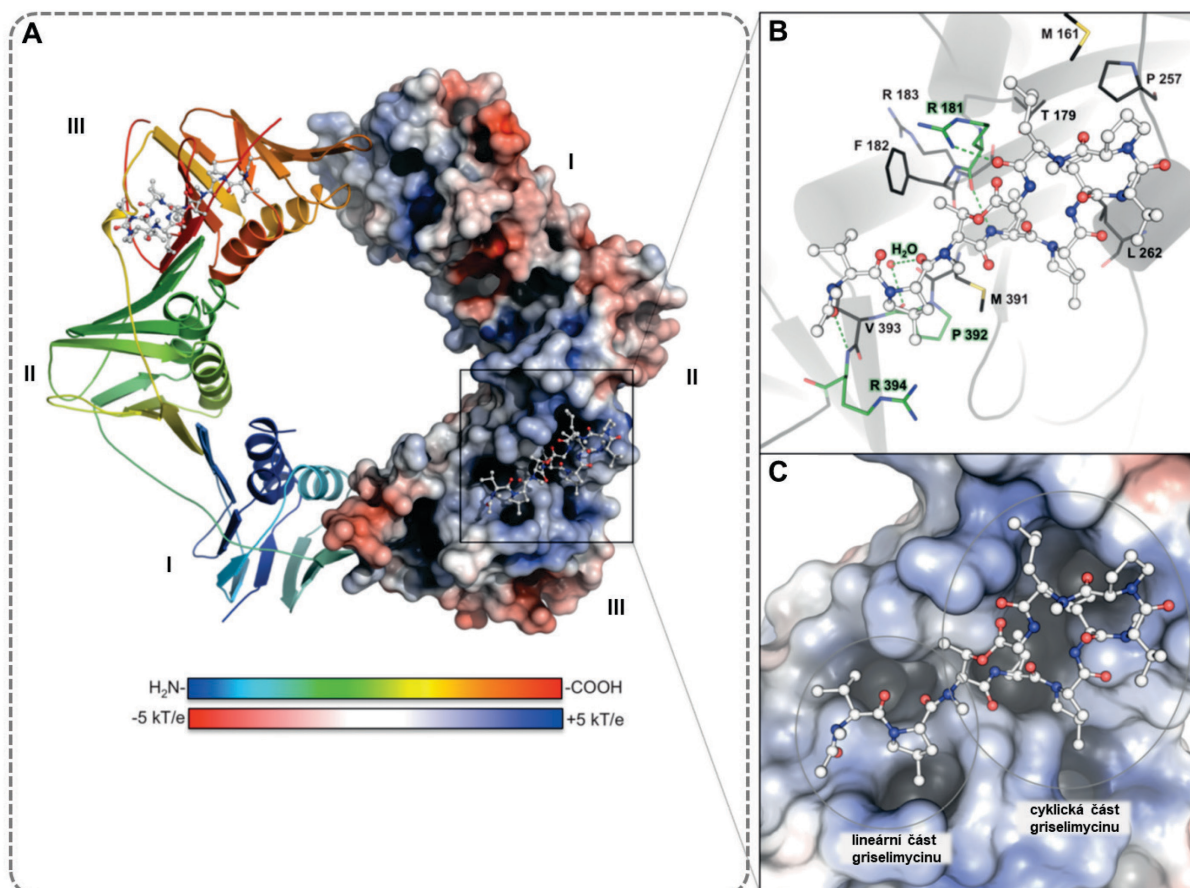 A
III
I
II
II
I
III
H₂N-
-COOH
-5 kT/e
+5 kT/e
B
M 161
P 257
R 183
R 181
T 179
F 182
L 262
H₂O
M 391
V 393
P 392
R 394
C
cyklická část
griselimycinu
lineární část
griselimycinu